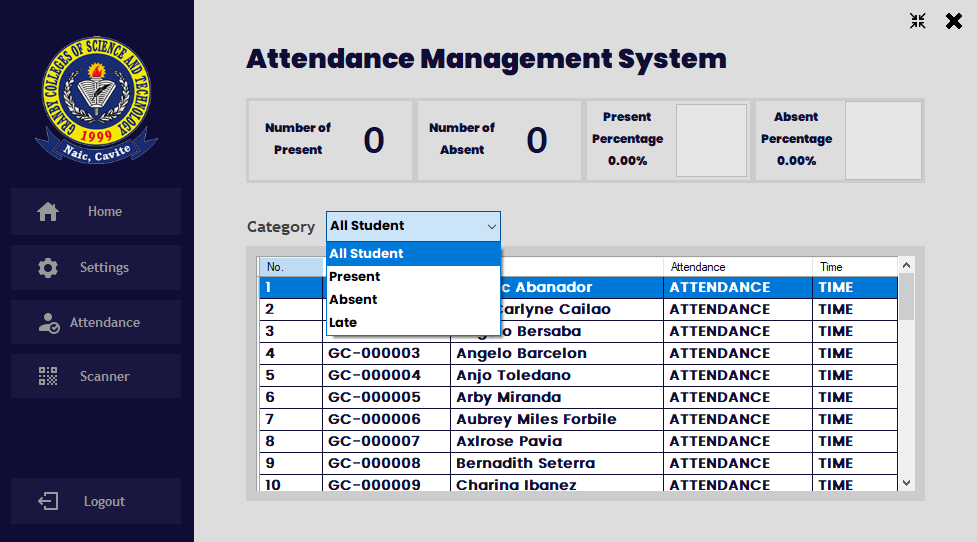 GRANBY COLLEGES OF SCIENCE AND TECHNOLOGY
1999
Naic, Cavite
Home
Settings
Attendance
Scanner
Logout
Attendance Management System
Number of
Present
0
Number of
Absent
0
Present
Percentage
0.00%
Absent
Percentage
0.00%
Category
All Student
All Student
Present
Absent
Late
No. Attendance Time
1 Abanador ATTENDANCE TIME
2 Carlyne Cailao ATTENDANCE TIME
3 Bersaba ATTENDANCE TIME
4 GC-000003 Angelo Barcelon ATTENDANCE TIME
5 GC-000004 Anjo Toledano ATTENDANCE TIME
6 GC-000005 Arby Miranda ATTENDANCE TIME
7 GC-000006 Aubrey Miles Forbile ATTENDANCE TIME
8 GC-000007 Axlrose Pavia ATTENDANCE TIME
9 GC-000008 Bernadith Seterra ATTENDANCE TIME
10 GC-000009 Charina Ibanez ATTENDANCE TIME